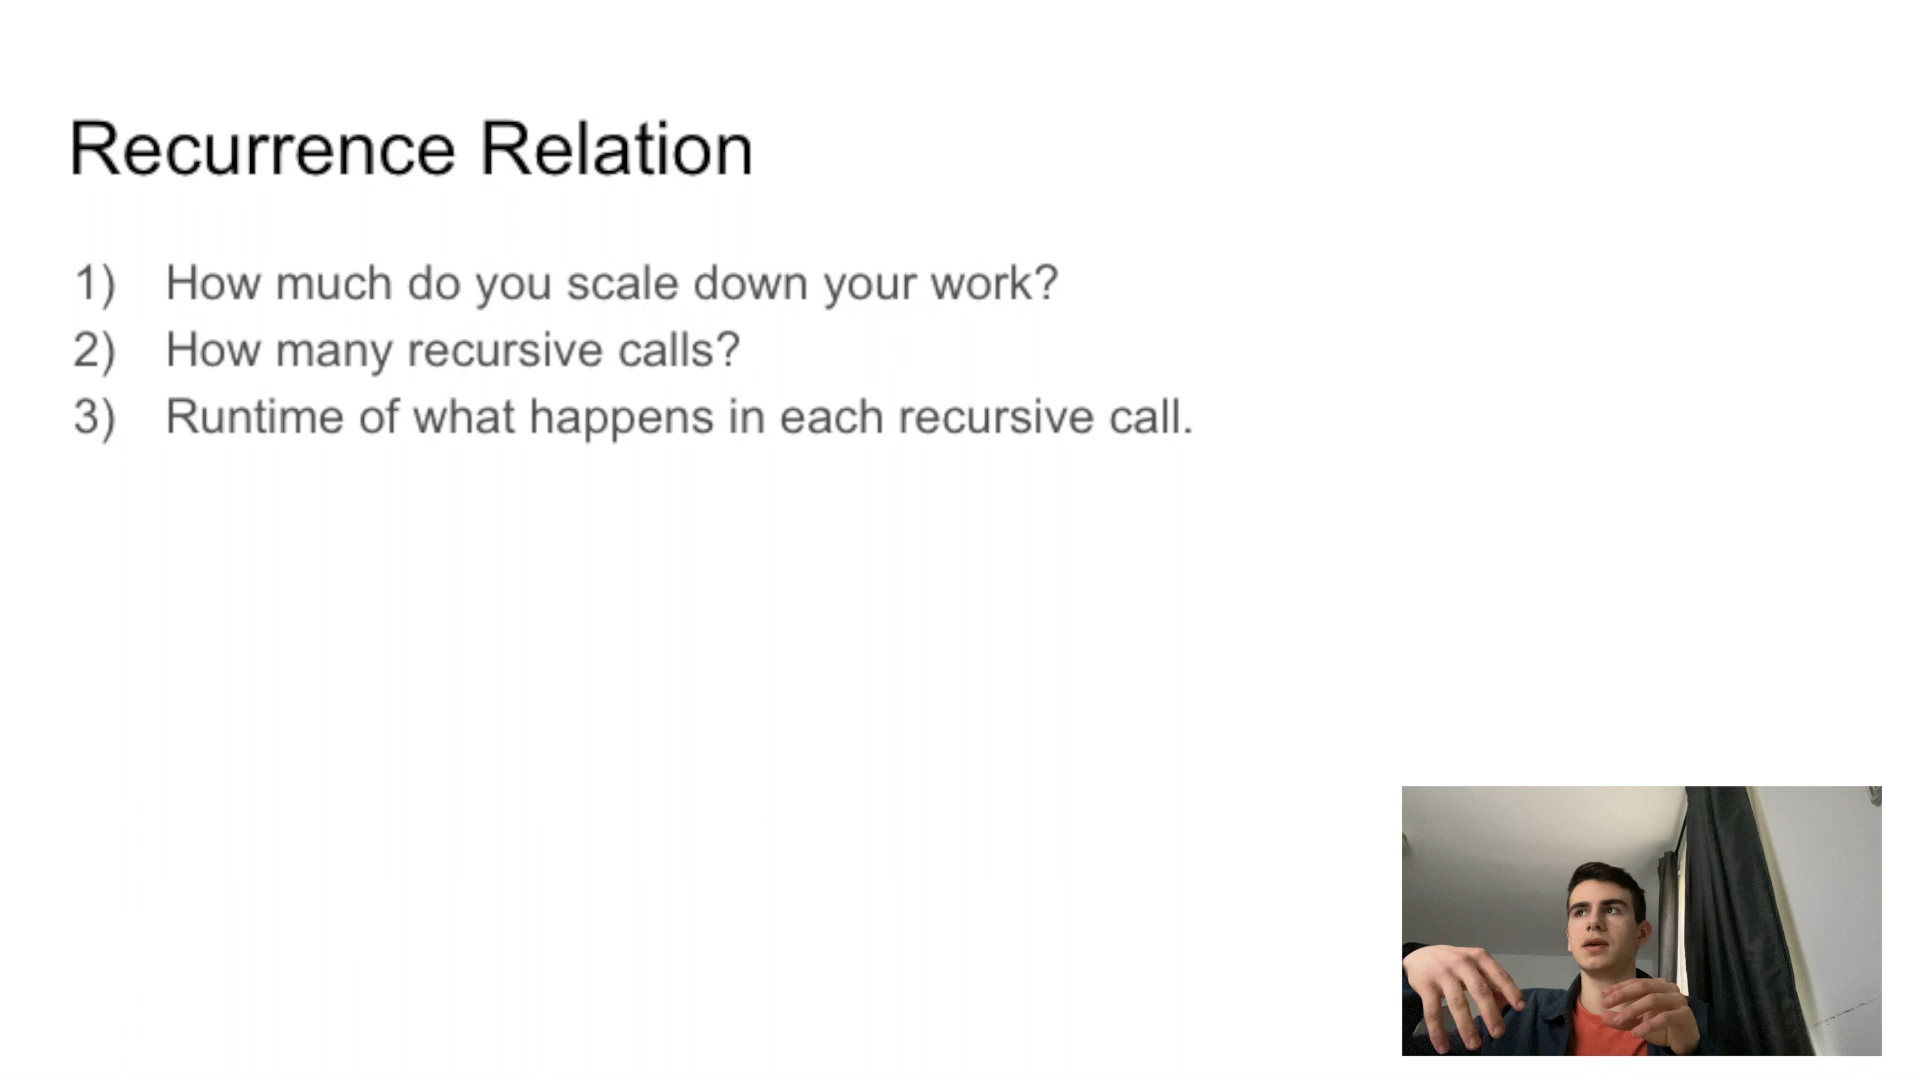 Recurrence Relation
1) How much do you scale down your work?
2) How many recursive calls?
3) Runtime of what happens in each recursive call.